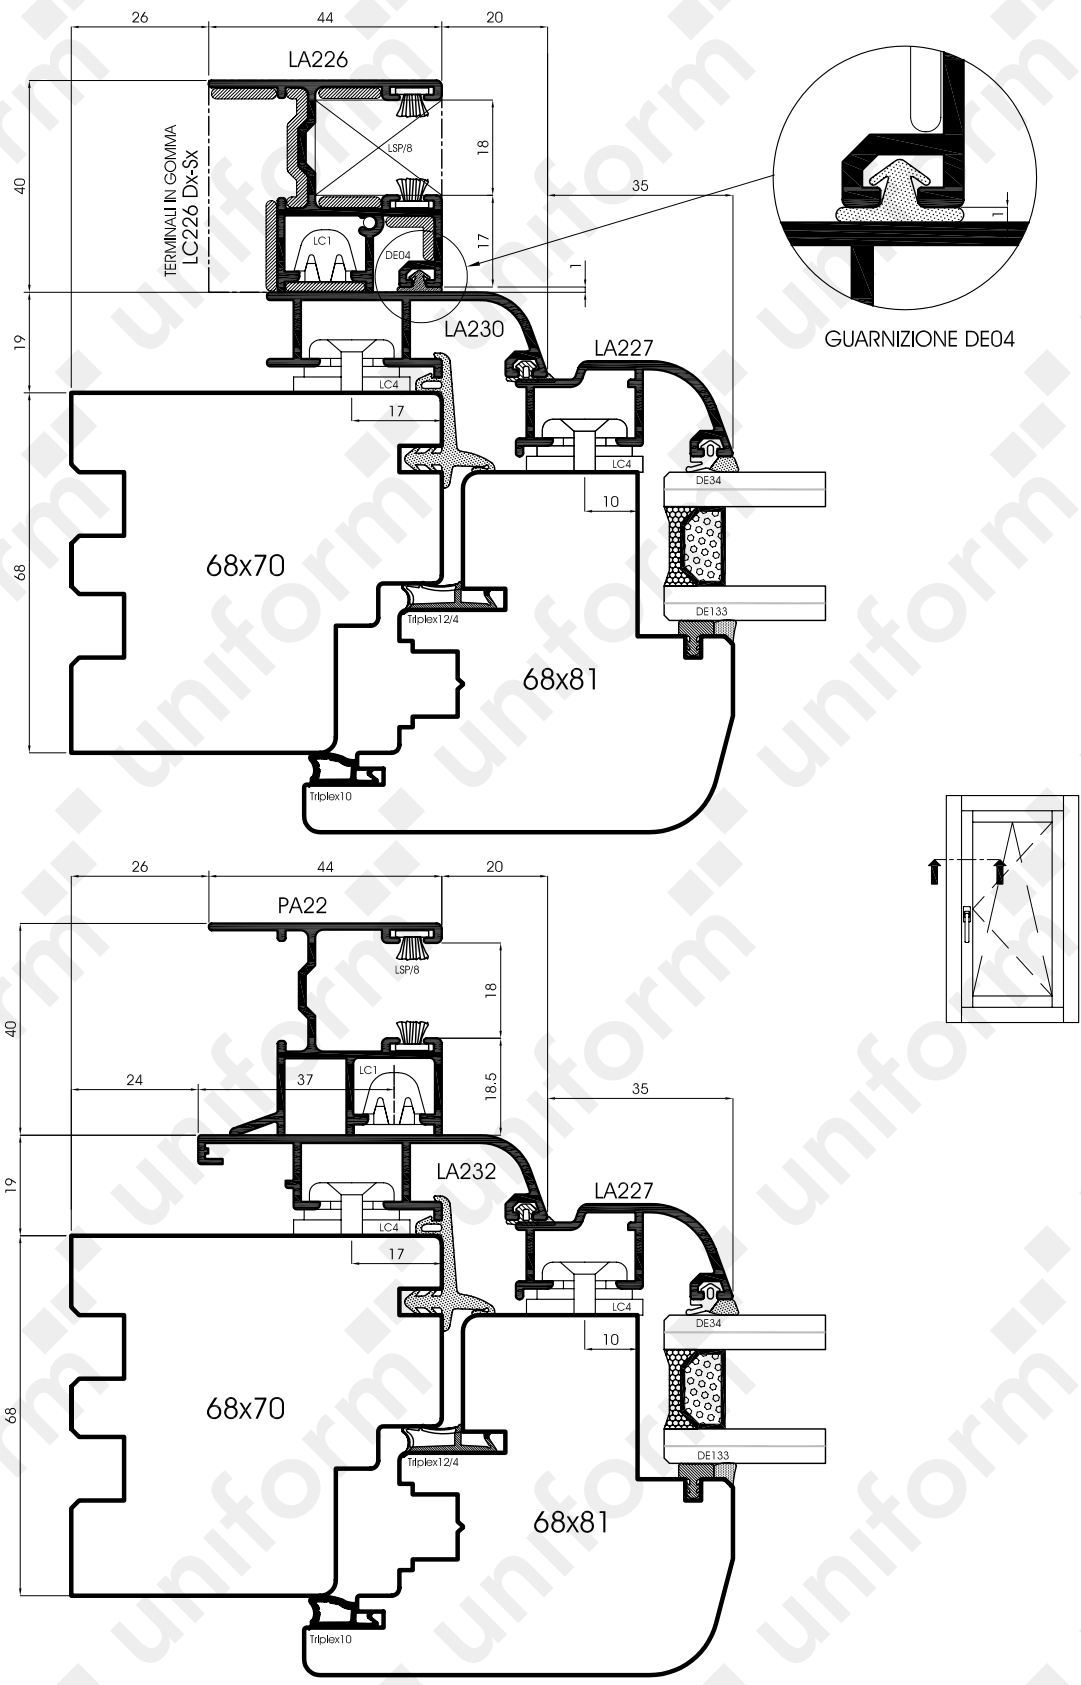 26
44
20
LA226
TERMINALI IN GOMMA
LC226 Dx-Sx
40
LSP/8
18
35
1
LC1
DE04
17
1
GUARNIZIONE DE04
19
LA230
LA227
LC4
17
LC4
10
DE34
68
68x70
DE133
Triplex12/4
68x81
Triplex10
26
44
20
PA22
40
LSP/8
18
24
37
LC1
18.5
35
19
LA232
LA227
LC4
17
LC4
10
DE34
68
68x70
DE133
Triplex12/4
68x81
Triplex10
uniform